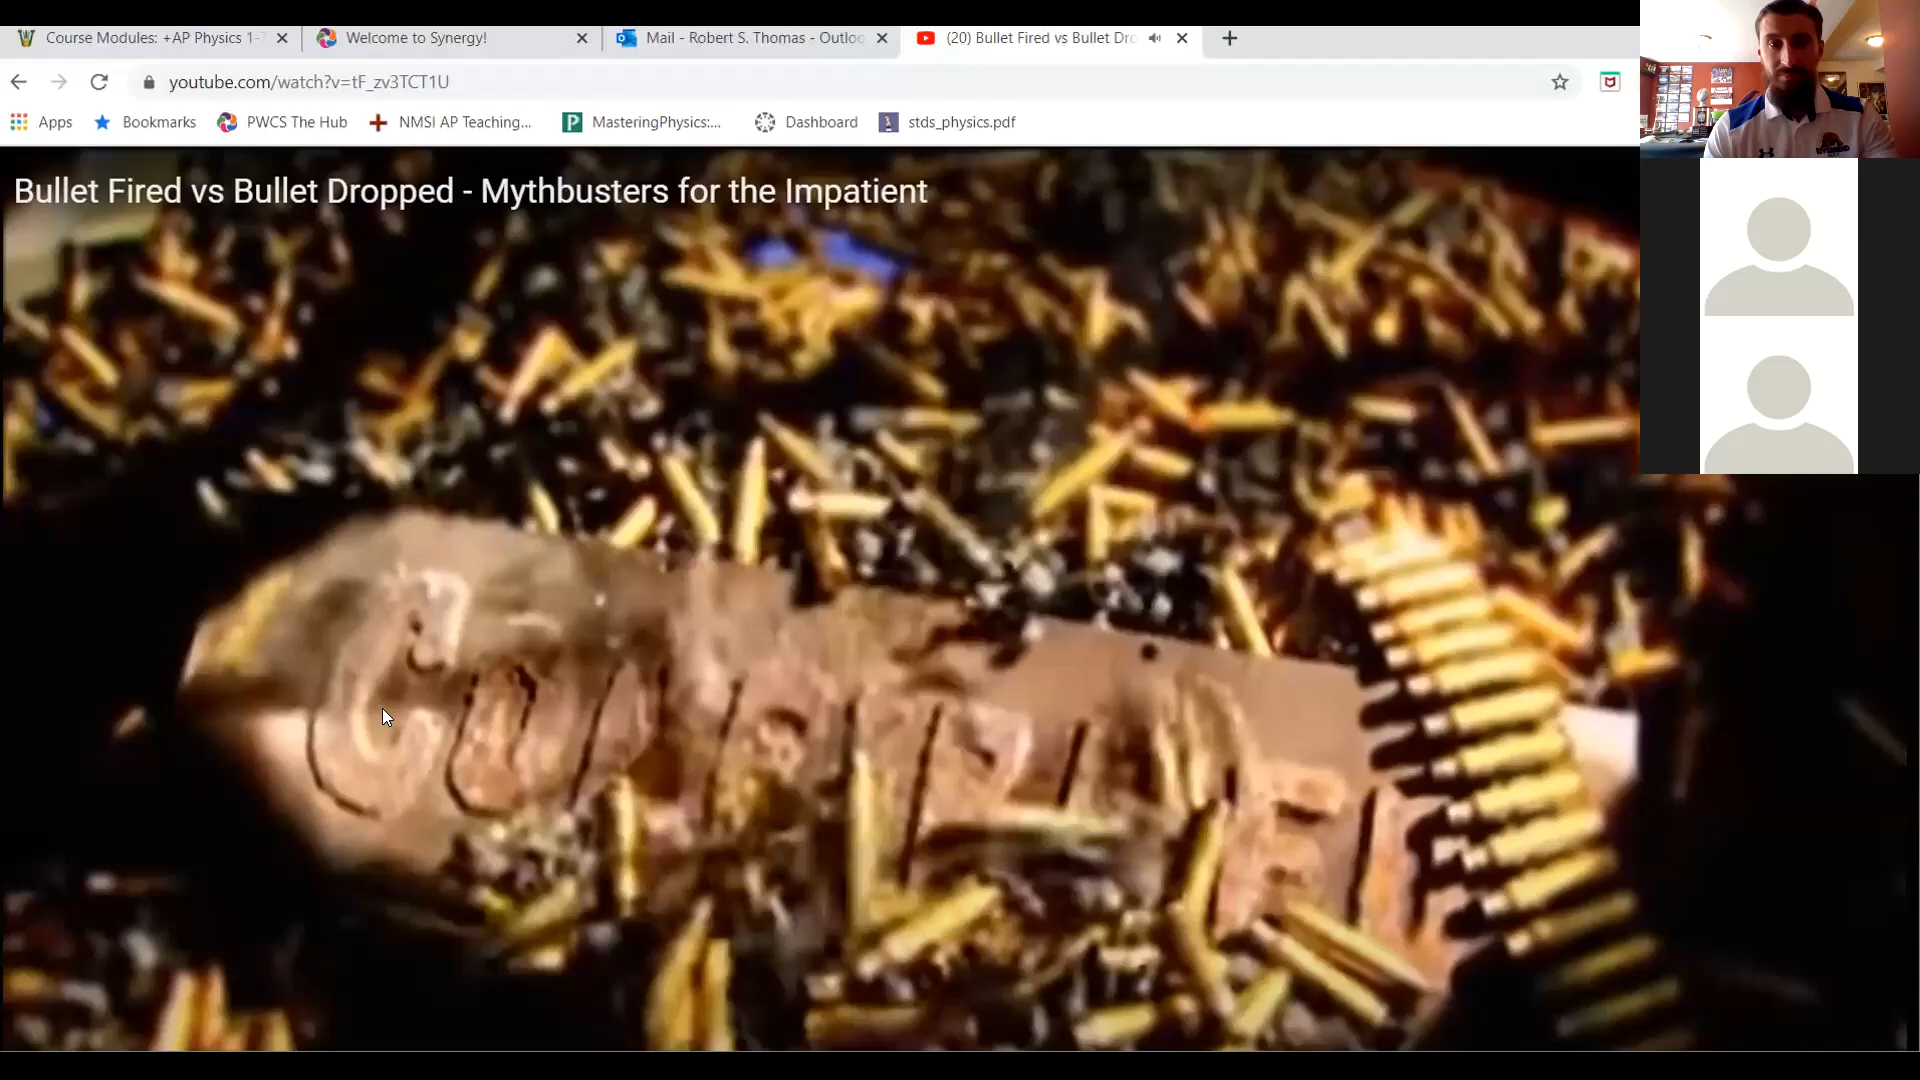 Course Modules: +AP Physics 1-
Welcome to Synergy!
Mail - Robert S. Thomas - Outlo
(20) Bullet Fired vs Bullet Dro
youtube.com/watch?v=tF_zv3TCT1U
Apps
Bookmarks
PWCS The Hub
NMSI AP Teaching...
MasteringPhysics:...
Dashboard
stds_physics.pdf
Bullet Fired vs Bullet Dropped - Mythbusters for the Impatient